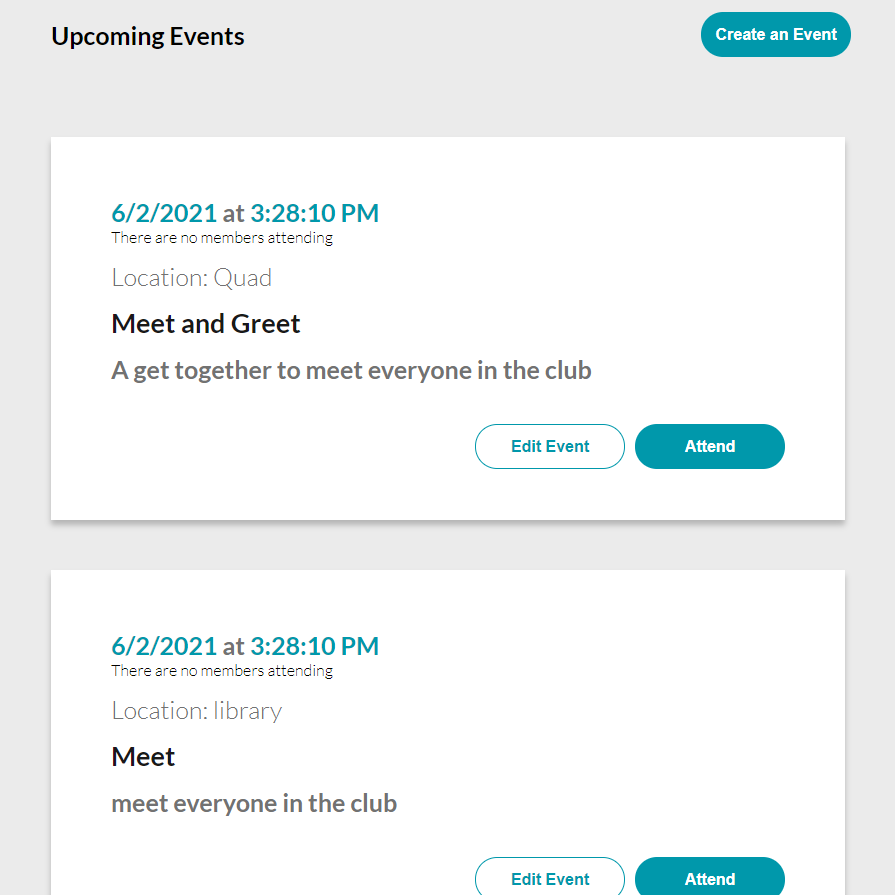 Upcoming Events
Create an Event
6/2/2021 at 3:28:10 PM
There are no members attending
Location: Quad
Meet and Greet
A get together to meet everyone in the club
Edit Event
Attend
6/2/2021 at 3:28:10 PM
There are no members attending
Location: library
Meet
meet everyone in the club
Edit Event
Attend